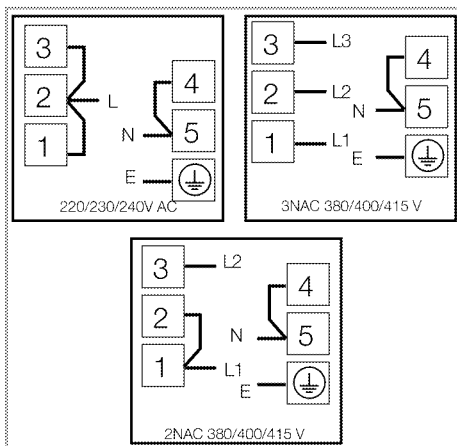 3
2 L
1
4
N 5
E
220/230/240V AC
3 L3
2 L2
1 L1
4
N 5
E
3NAC 380/400/415 V
3 L2
2
1 L1
4
N 5
E
2NAC 380/400/415 V